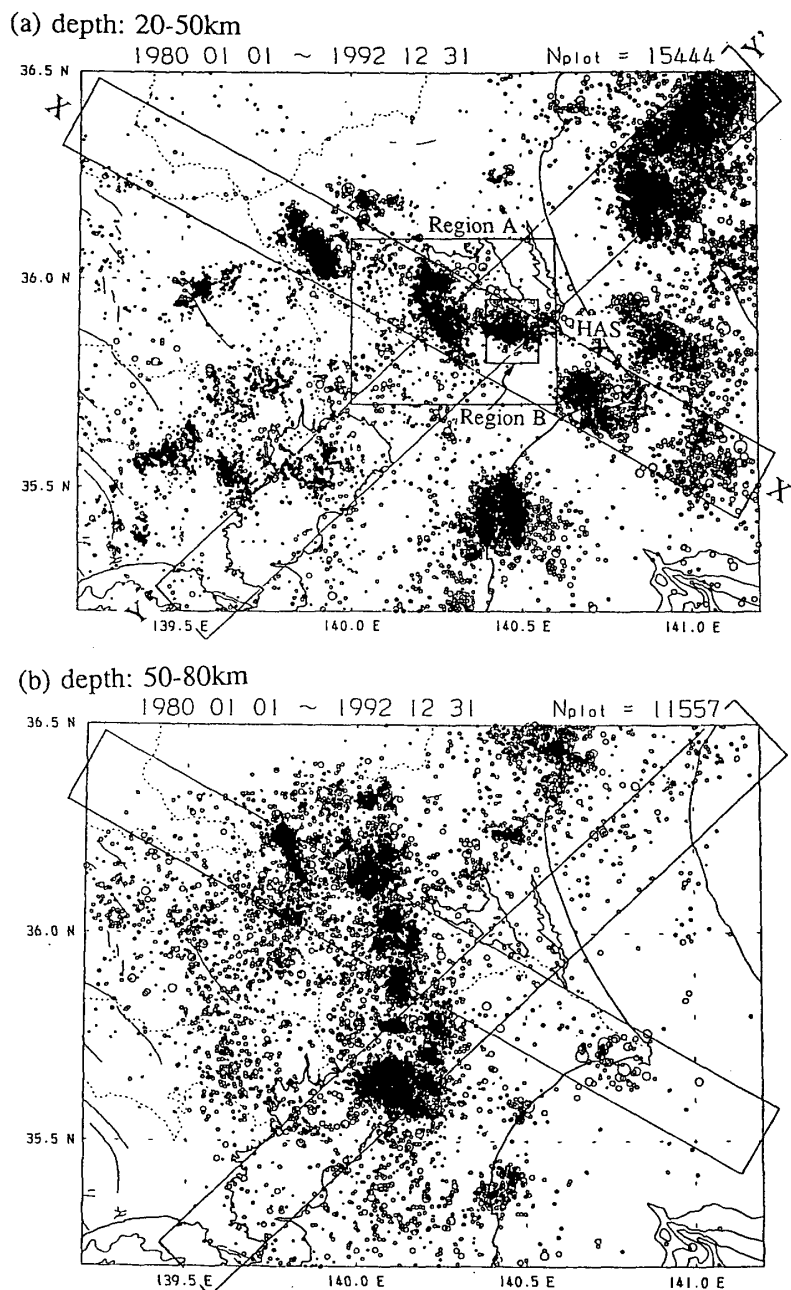 (a) depth: 20-50km
1980 01 01 ~ 1992 12 31 Nplot = 15444
Y'
36.5 N
X
Region A
36.0 N
HAS
Region B
35.5 N
X'
Y
139.5 E 140.0 E 140.5 E 141.0 E
(b) depth: 50-80km
1980 01 01 ~ 1992 12 31 Nplot = 11557
36.5 N
36.0 N
35.5 N
139.5 E 140.0 E 140.5 E 141.0 E